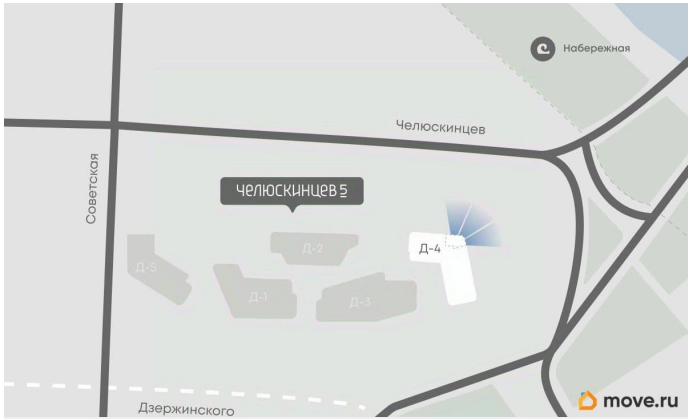 Набережная
Челюскинцев
Советская
челюскинцев 5
Д-4
Д-2
Д-5
Д-1
Д-3
Дзержинского
move.ru